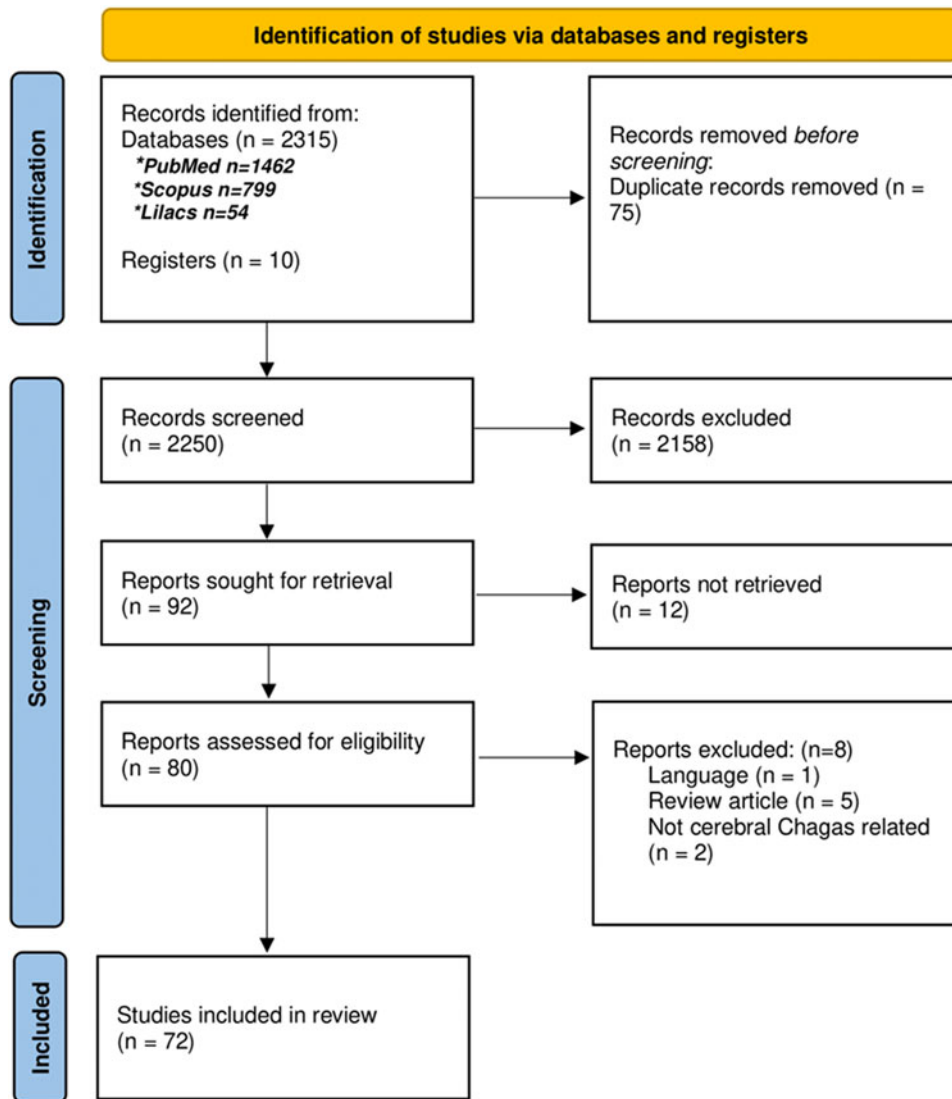 Identification of studies via databases and registers
Identification
Records identified from:
Databases (n = 2315)
*PubMed n=1462
*Scopus n=799
*Lilacs n=54
Registers (n = 10)
Records removed before
screening:
Duplicate records removed (n =
75)
Screening
Records screened
(n = 2250)
Records excluded
(n = 2158)
Reports sought for retrieval
(n = 92)
Reports not retrieved
(n = 12)
Reports assessed for eligibility
(n = 80)
Reports excluded: (n=8)
Language (n = 1)
Review article (n = 5)
Not cerebral Chagas related
(n = 2)
Included
Studies included in review
(n = 72)